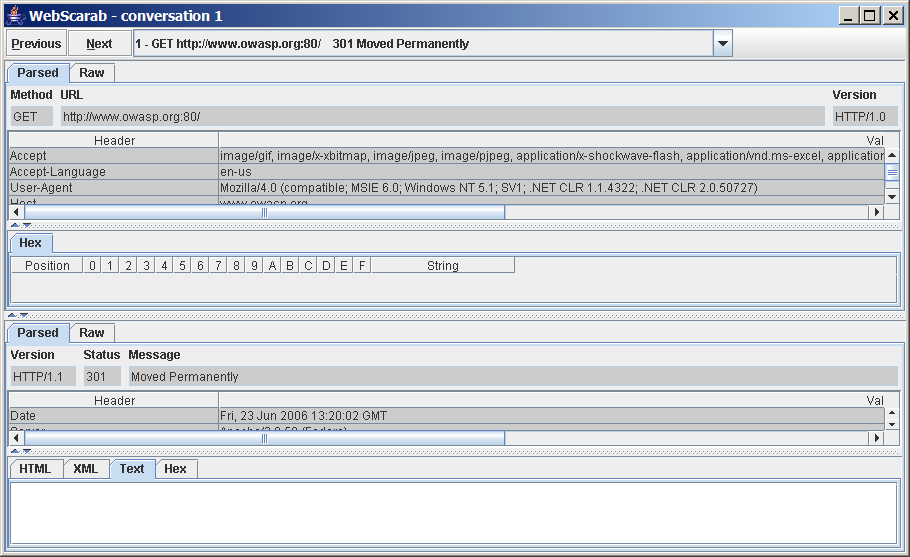 WebScarab - conversation 1
Previous Next 1 - GET http://www.owasp.org:80/ 301 Moved Permanently
Parsed Raw
Method URL Version
GET http://www.owasp.org:80/ HTTP/1.0
Header Val
Accept image/gif, image/x-xbitmap, image/jpeg, image/pjpeg, application/x-shockwave-flash, application/vnd.ms-excel, application
Accept-Language en-us
User-Agent Mozilla/4.0 (compatible; MSIE 6.0; Windows NT 5.1; SV1; .NET CLR 1.1.4322; .NET CLR 2.0.50727)
Host www.owasp.org
Hex
Position 0 1 2 3 4 5 6 7 8 9 A B C D E F String
Parsed Raw
Version Status Message
HTTP/1.1 301 Moved Permanently
Header Val
Date Fri, 23 Jun 2006 13:20:02 GMT
Server
HTML XML Text Hex